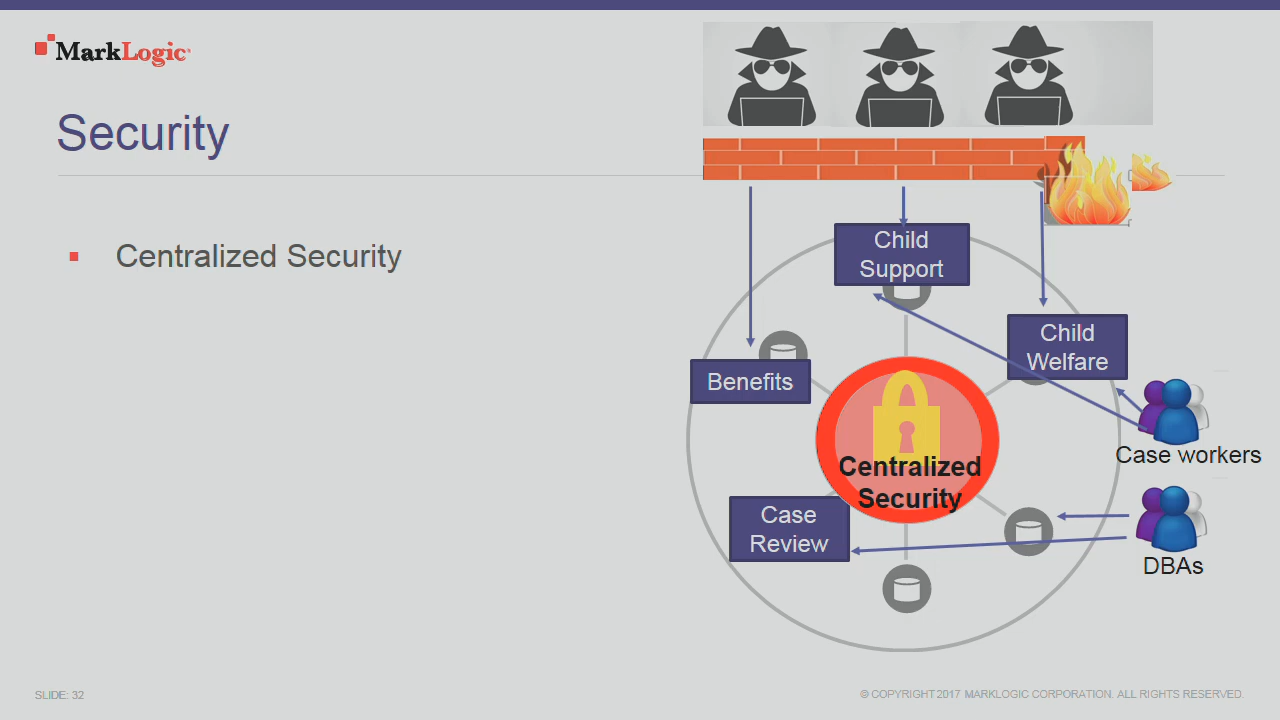 MarkLogic
Security
Centralized Security
Child
Support
Child
Welfare
Benefits
Case workers
Centralized
Security
Case
Review
DBAs
SLIDE: 32
© COPYRIGHT 2017 MARKLOGIC CORPORATION. ALL RIGHTS RESERVED.